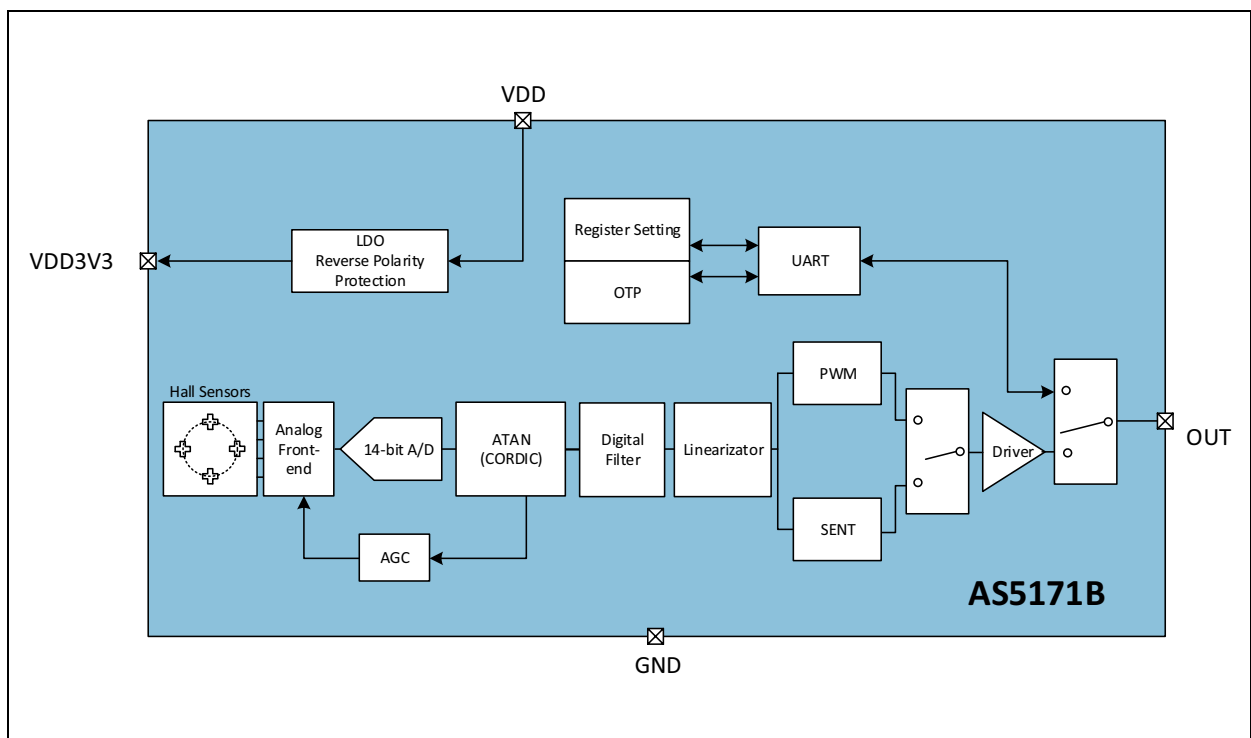 VDD
VDD3V3
LDO
Reverse Polarity
Protection
Register Setting
OTP
UART
Hall Sensors
Analog
Front-
end
14-bit A/D
ATAN
(CORDIC)
Digital
Filter
Linearizator
PWM
SENT
Driver
OUT
AGC
AS5171B
GND